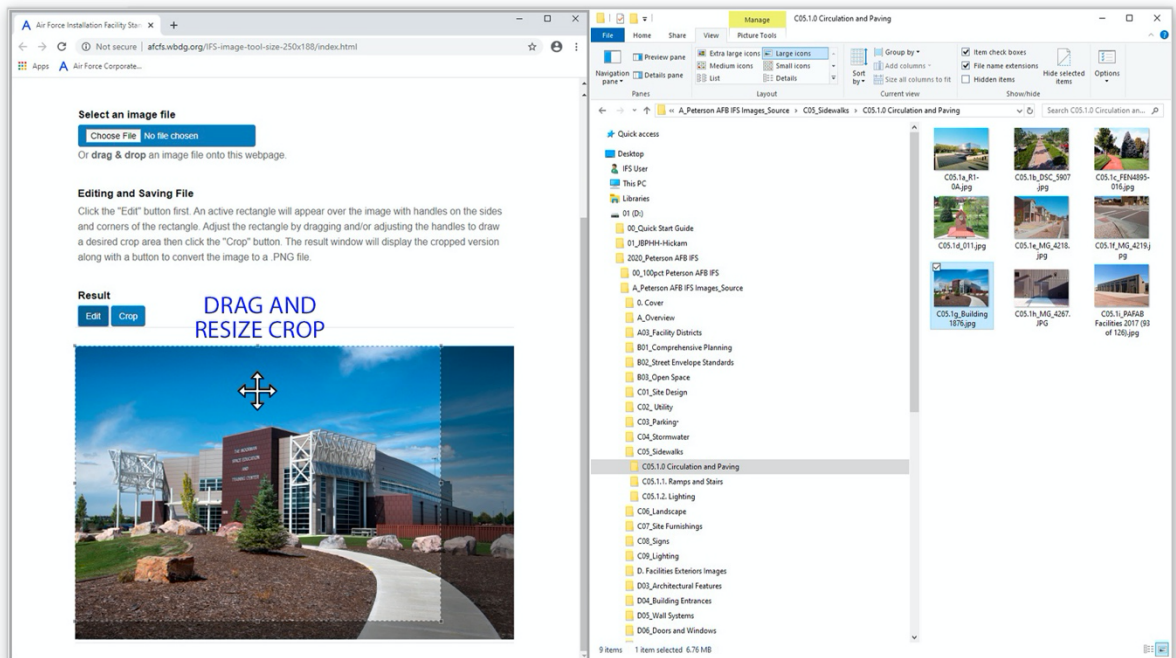 Air Force Installation Facility Stan
Not secure | afcfs.wbdg.org/IFS-image-tool-size-250x188/index.html
Apps
Air Force Corporate...
Select an image file
Choose File No file chosen
Or drag & drop an image file onto this webpage.
Editing and Saving File
Click the "Edit" button first. An active rectangle will appear over the image with handles on the sides
and corners of the rectangle. Adjust the rectangle by dragging and/or adjusting the handles to draw
a desired crop area then click the "Crop" button. The result window will display the cropped version
along with a button to convert the image to a .PNG file.
Result
Edit
Crop
DRAG AND
RESIZE CROP
Manage
C05.1.0 Circulation and Paving
File
Home
Share
View
Picture Tools
Navigation
pane
Preview pane
Details pane
Panes
Extra large icons
Large icons
Medium icons
Small icons
List
Details
Layout
Sort
by
Group by
Add columns
Size all columns to fit
Current view
Item check boxes
File name extensions
Hidden items
Hide selected
items
Show/hide
Options
« A_Peterson AFB IFS Images_Source › C05_Sidewalks › C05.1.0 Circulation and Paving
Search C05.1.0 Circulation an...
Quick access
Desktop
IFS User
This PC
Libraries
01 (D:)
00_Quick Start Guide
01_JBPHH-Hickam
2020_Peterson AFB IFS
00_100pct Peterson AFB IFS
A_Peterson AFB IFS Images_Source
0. Cover
A_Overview
A03_Facility Districts
B01_Comprehensive Planning
B02_Street Envelope Standards
B03_Open Space
C01_Site Design
C02_ Utility
C03_Parking
C04_Stormwater
C05_Sidewalks
C05.1.0 Circulation and Paving
C05.1.1. Ramps and Stairs
C05.1.2. Lighting
C06_Landscape
C07_Site Furnishings
C08_Signs
C09_Lighting
D. Facilities Exteriors Images
D03_Architectural Features
D04_Building Entrances
D05_Wall Systems
D06_Doors and Windows
C05.1a_R1-
0A.jpg
C05.1b_DSC_5907
.jpg
C05.1c_FEN4895-
016.jpg
C05.1d_011.jpg
C05.1e_MG_4218.
jpg
C05.1f_MG_4219.j
pg
C05.1g_Building
1876.jpg
C05.1h_MG_4267.
JPG
C05.1i_PAFAB
Facilities 2017 (93
of 126).jpg
9 items
1 item selected 6.76 MB